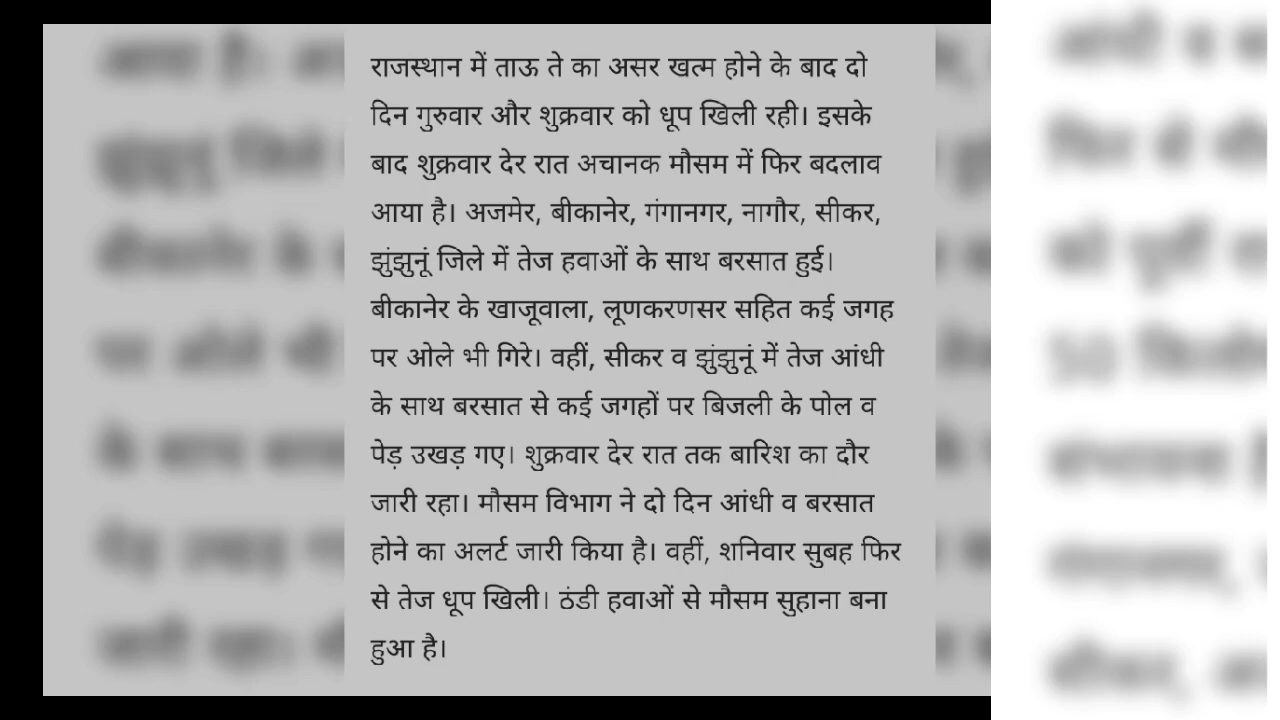 राजस्थान में ताऊ ते का असर खत्म होने के बाद दो
दिन गुरुवार और शुक्रवार को धूप खिली रही। इसके
बाद शुक्रवार देर रात अचानक मौसम में फिर बदलाव
आया है। अजमेर, बीकानेर, गंगानगर, नागौर, सीकर,
झुंझुनूं जिले में तेज हवाओं के साथ बरसात हुई।
बीकानेर के खाजूवाला, लूणकरणसर सहित कई जगह
पर ओले भी गिरे। वहीं, सीकर व झुंझुनूं में तेज आंधी
के साथ बरसात से कई जगहों पर बिजली के पोल व
पेड़ उखड़ गए। शुक्रवार देर रात तक बारिश का दौर
जारी रहा। मौसम विभाग ने दो दिन आंधी व बरसात
होने का अलर्ट जारी किया है। वहीं, शनिवार सुबह फिर
से तेज धूप खिली। ठंडी हवाओं से मौसम सुहाना बना
हुआ है।